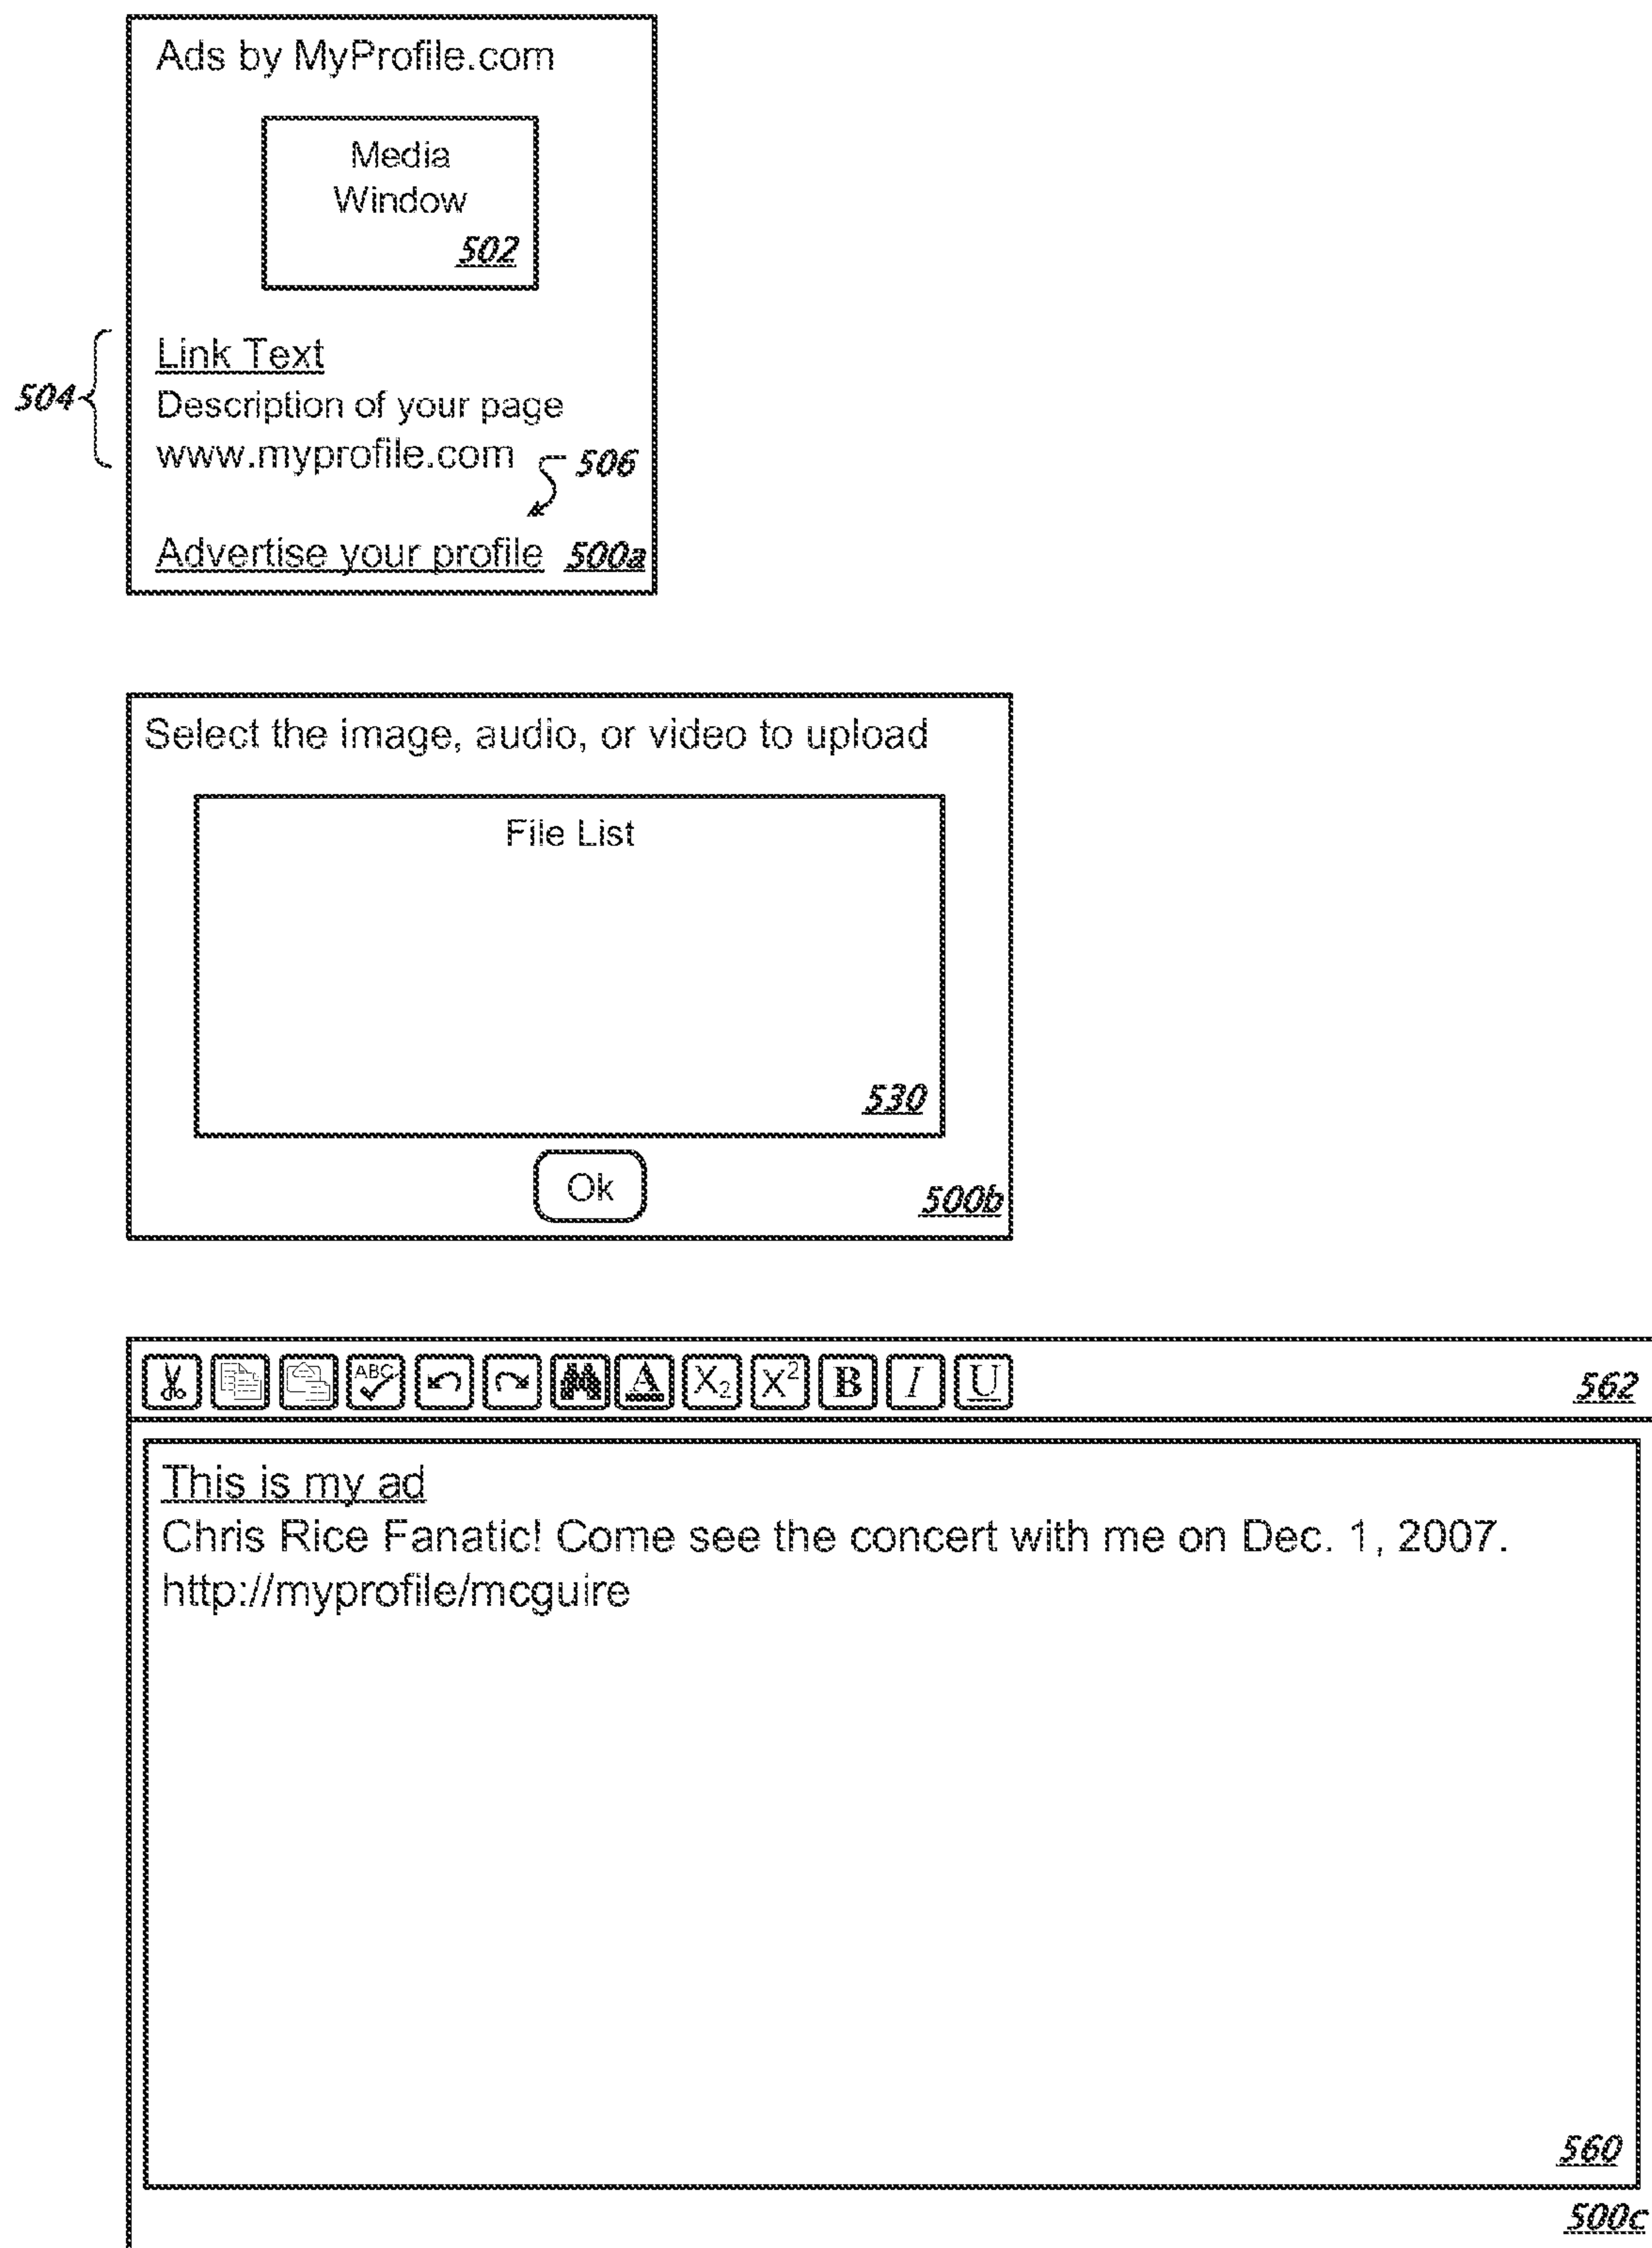 Ads by MyProfile.com
Media
Window
502
504
Link Text
Description of your page
www.myprofile.com
506
Advertise your profile 500a
Select the image, audio, or video to upload
File List
530
Ok
500b
ABC A X₂ X² B I U 562
This is my ad
Chris Rice Fanatic! Come see the concert with me on Dec. 1, 2007.
http://myprofile/mcguire
560
500c